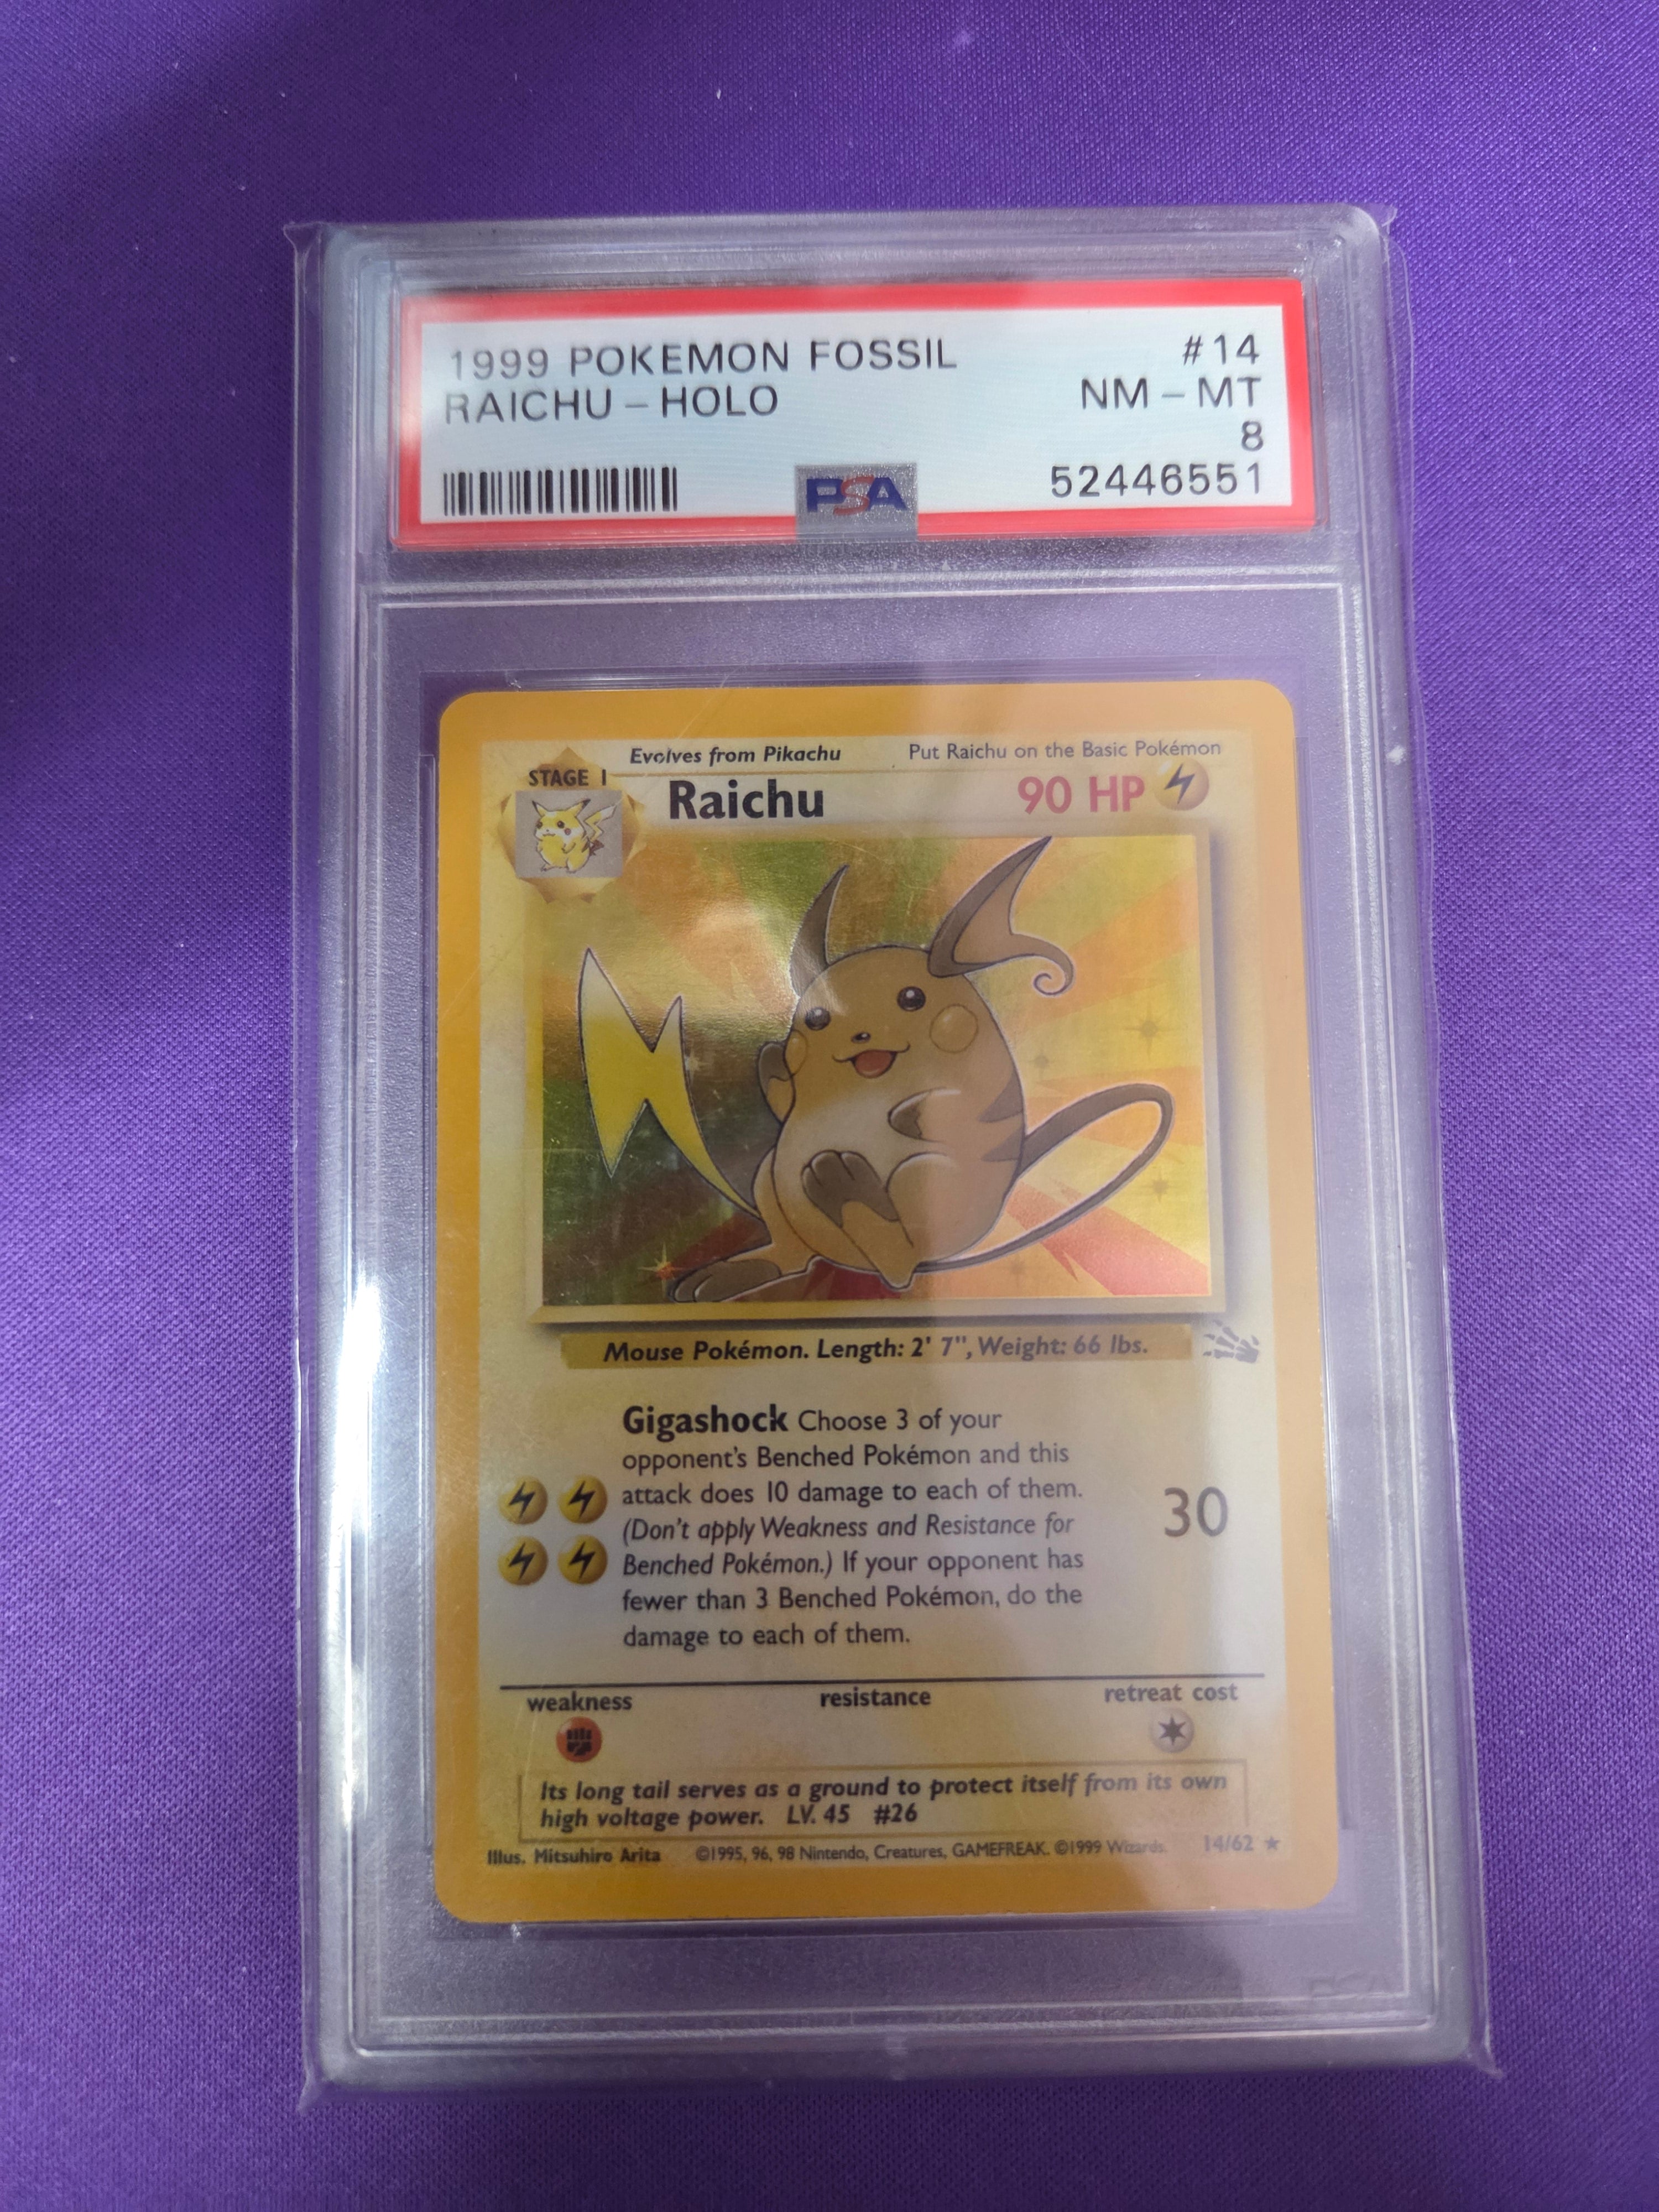 1999 POKEMON FOSSIL #14
RAICHU - HOLO NM - MT
8
PSA 52446551
Evolves from Pikachu Put Raichu on the Basic Pokémon
STAGE 1 Raichu 90 HP
Mouse Pokémon. Length: 2' 7", Weight: 66 lbs.
Gigashock Choose 3 of your
opponent's Benched Pokémon and this
attack does 10 damage to each of them.
(Don't apply Weakness and Resistance for
Benched Pokémon.) If your opponent has
fewer than 3 Benched Pokémon, do the
damage to each of them.
30
weakness resistance retreat cost
Its long tail serves as a ground to protect itself from its own
high voltage power. LV. 45 #26
Illus. Mitsuhiro Arita ©1995, 96, 98 Nintendo, Creatures, GAMEFREAK. ©1999 Wizards. 14/62 ★
PSA